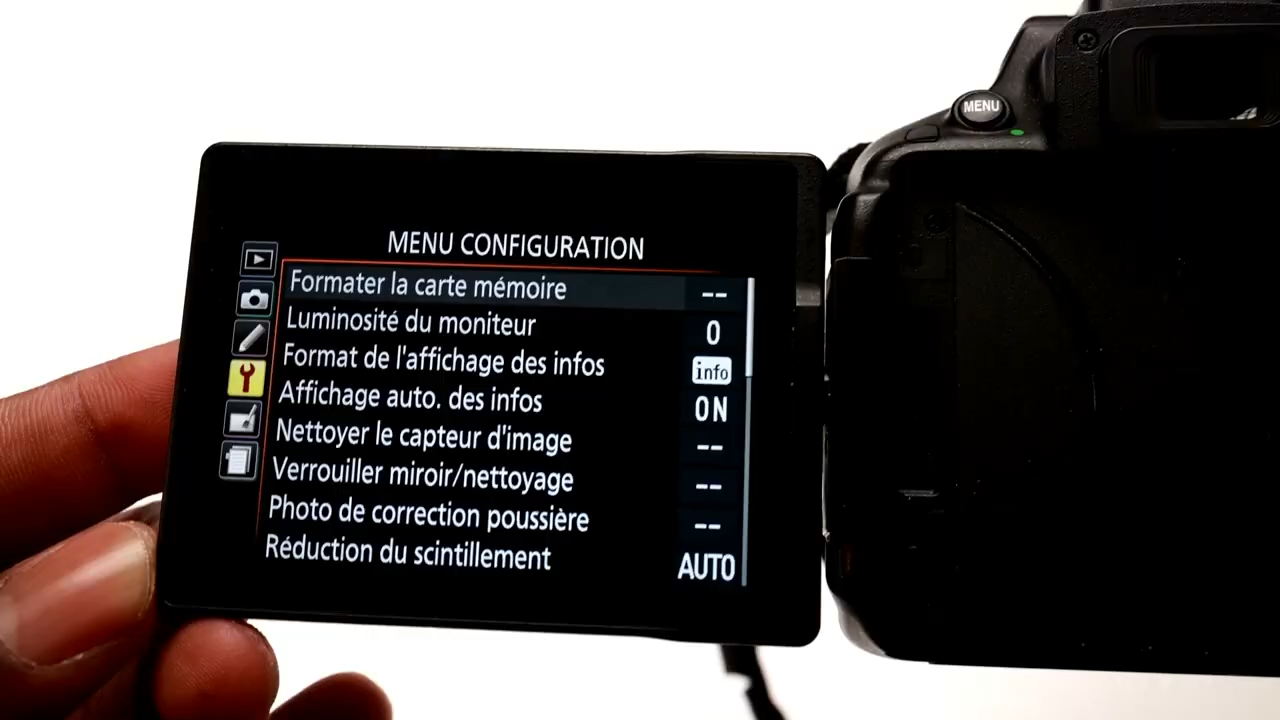 MENU
MENU CONFIGURATION
Formater la carte mémoire --
Luminosité du moniteur 0
Format de l'affichage des infos info
Affichage auto. des infos ON
Nettoyer le capteur d'image --
Verrouiller miroir/nettoyage --
Photo de correction poussière --
Réduction du scintillement AUTO